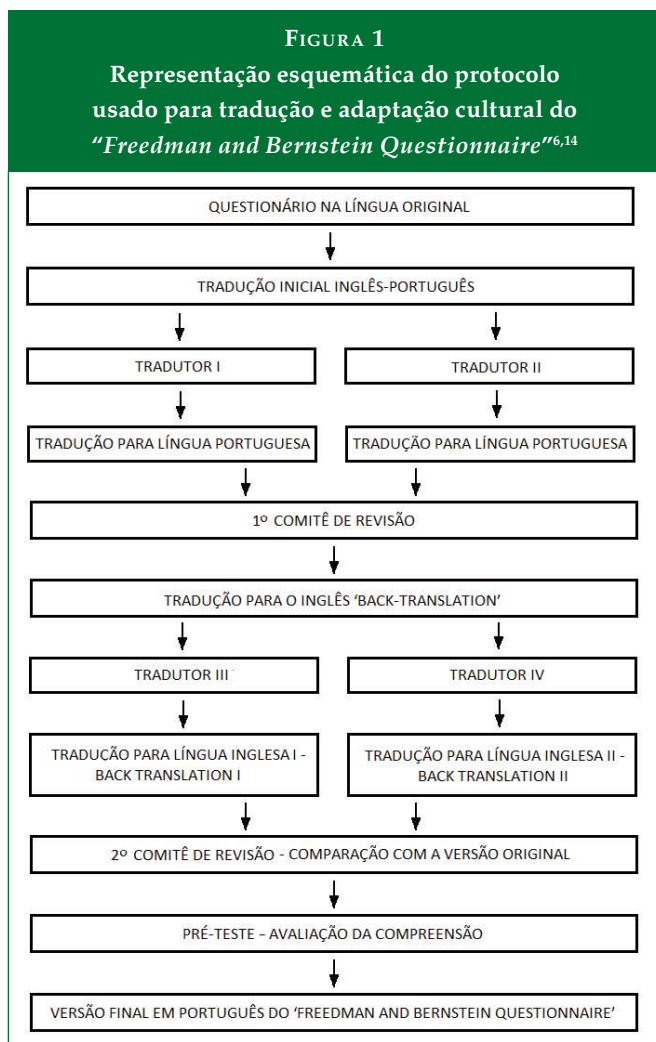 FIGURA 1
Representação esquemática do protocolo
usado para tradução e adaptação cultural do
“Freedman and Bernstein Questionnaire”6,14
QUESTIONÁRIO NA LÍNGUA ORIGINAL
TRADUÇÃO INICIAL INGLÊS-PORTUGUÊS
TRADUTOR I
TRADUTOR II
TRADUÇÃO PARA LÍNGUA PORTUGUESA
TRADUÇÃO PARA LÍNGUA PORTUGUESA
1º COMITÊ DE REVISÃO
TRADUÇÃO PARA O INGLÊS ‘BACK-TRANSLATION’
TRADUTOR III
TRADUTOR IV
TRADUÇÃO PARA LÍNGUA INGLESA I -
BACK TRANSLATION I
TRADUÇÃO PARA LÍNGUA INGLESA II -
BACK TRANSLATION II
2º COMITÊ DE REVISÃO - COMPARAÇÃO COM A VERSÃO ORIGINAL
PRÉ-TESTE – AVALIAÇÃO DA COMPREENSÃO
VERSÃO FINAL EM PORTUGUÊS DO ‘FREEDMAN AND BERNSTEIN QUESTIONNAIRE’